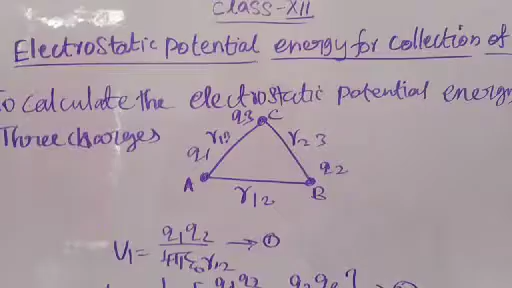 Class-XII
Electrostatic potential energy for collection of
To calculate the electrostatic potential energy
Three charges
q3 C
r13 r23
q1 q2
A B
r12
U1 = q1q2 / 4πε0r12 → ①